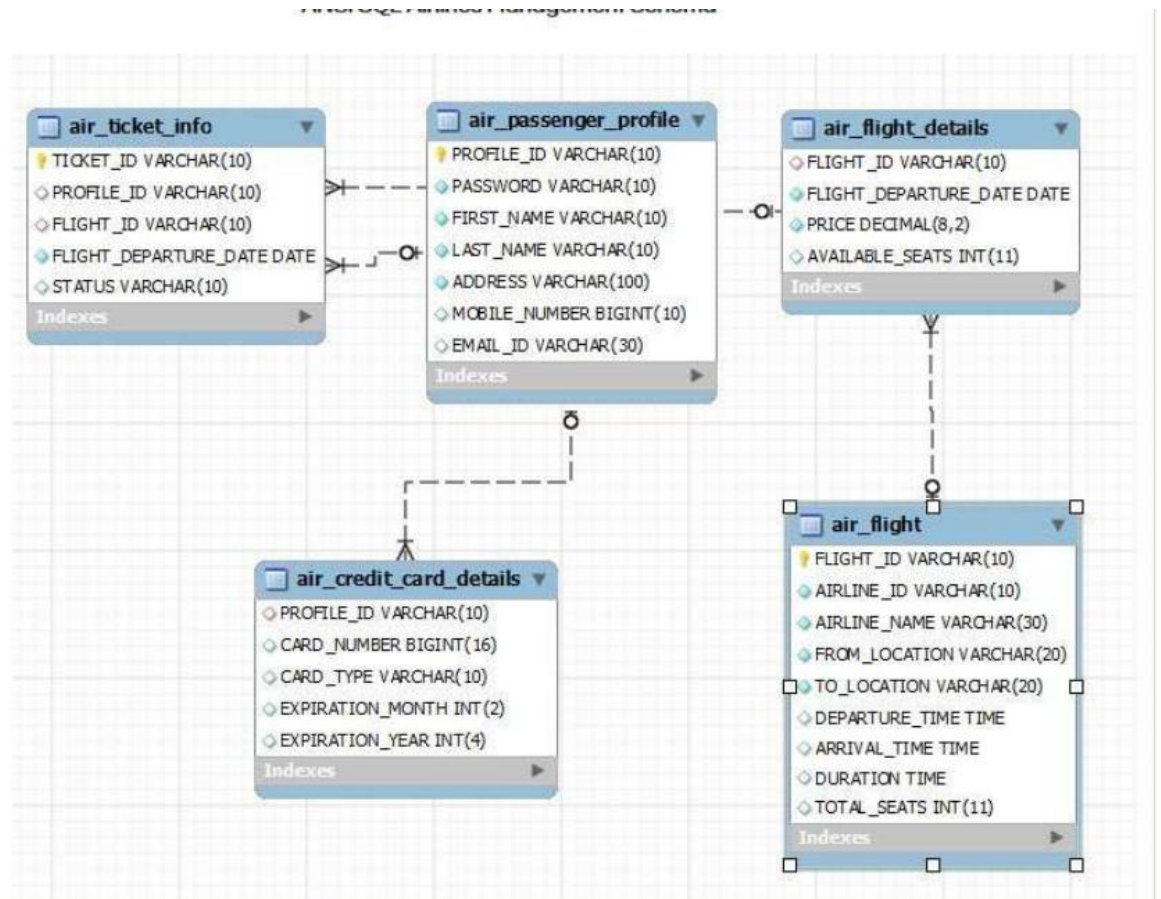 air_ticket_info
TICKET_ID VARCHAR(10)
PROFILE_ID VARCHAR(10)
FLIGHT_ID VARCHAR(10)
FLIGHT_DEPARTURE_DATE DATE
STATUS VARCHAR(10)
Indexes
air_passenger_profile
PROFILE_ID VARCHAR(10)
PASSWORD VARCHAR(10)
FIRST_NAME VARCHAR(10)
LAST_NAME VARCHAR(10)
ADDRESS VARCHAR(100)
MOBILE_NUMBER BIGINT(10)
EMAIL_ID VARCHAR(30)
Indexes
air_flight_details
FLIGHT_ID VARCHAR(10)
FLIGHT_DEPARTURE_DATE DATE
PRICE DECIMAL(8,2)
AVAILABLE_SEATS INT(11)
Indexes
air_credit_card_details
PROFILE_ID VARCHAR(10)
CARD_NUMBER BIGINT(16)
CARD_TYPE VARCHAR(10)
EXPIRATION_MONTH INT(2)
EXPIRATION_YEAR INT(4)
Indexes
air_flight
FLIGHT_ID VARCHAR(10)
AIRLINE_ID VARCHAR(10)
AIRLINE_NAME VARCHAR(30)
FROM_LOCATION VARCHAR(20)
TO_LOCATION VARCHAR(20)
DEPARTURE_TIME TIME
ARRIVAL_TIME TIME
DURATION TIME
TOTAL_SEATS INT(11)
Indexes